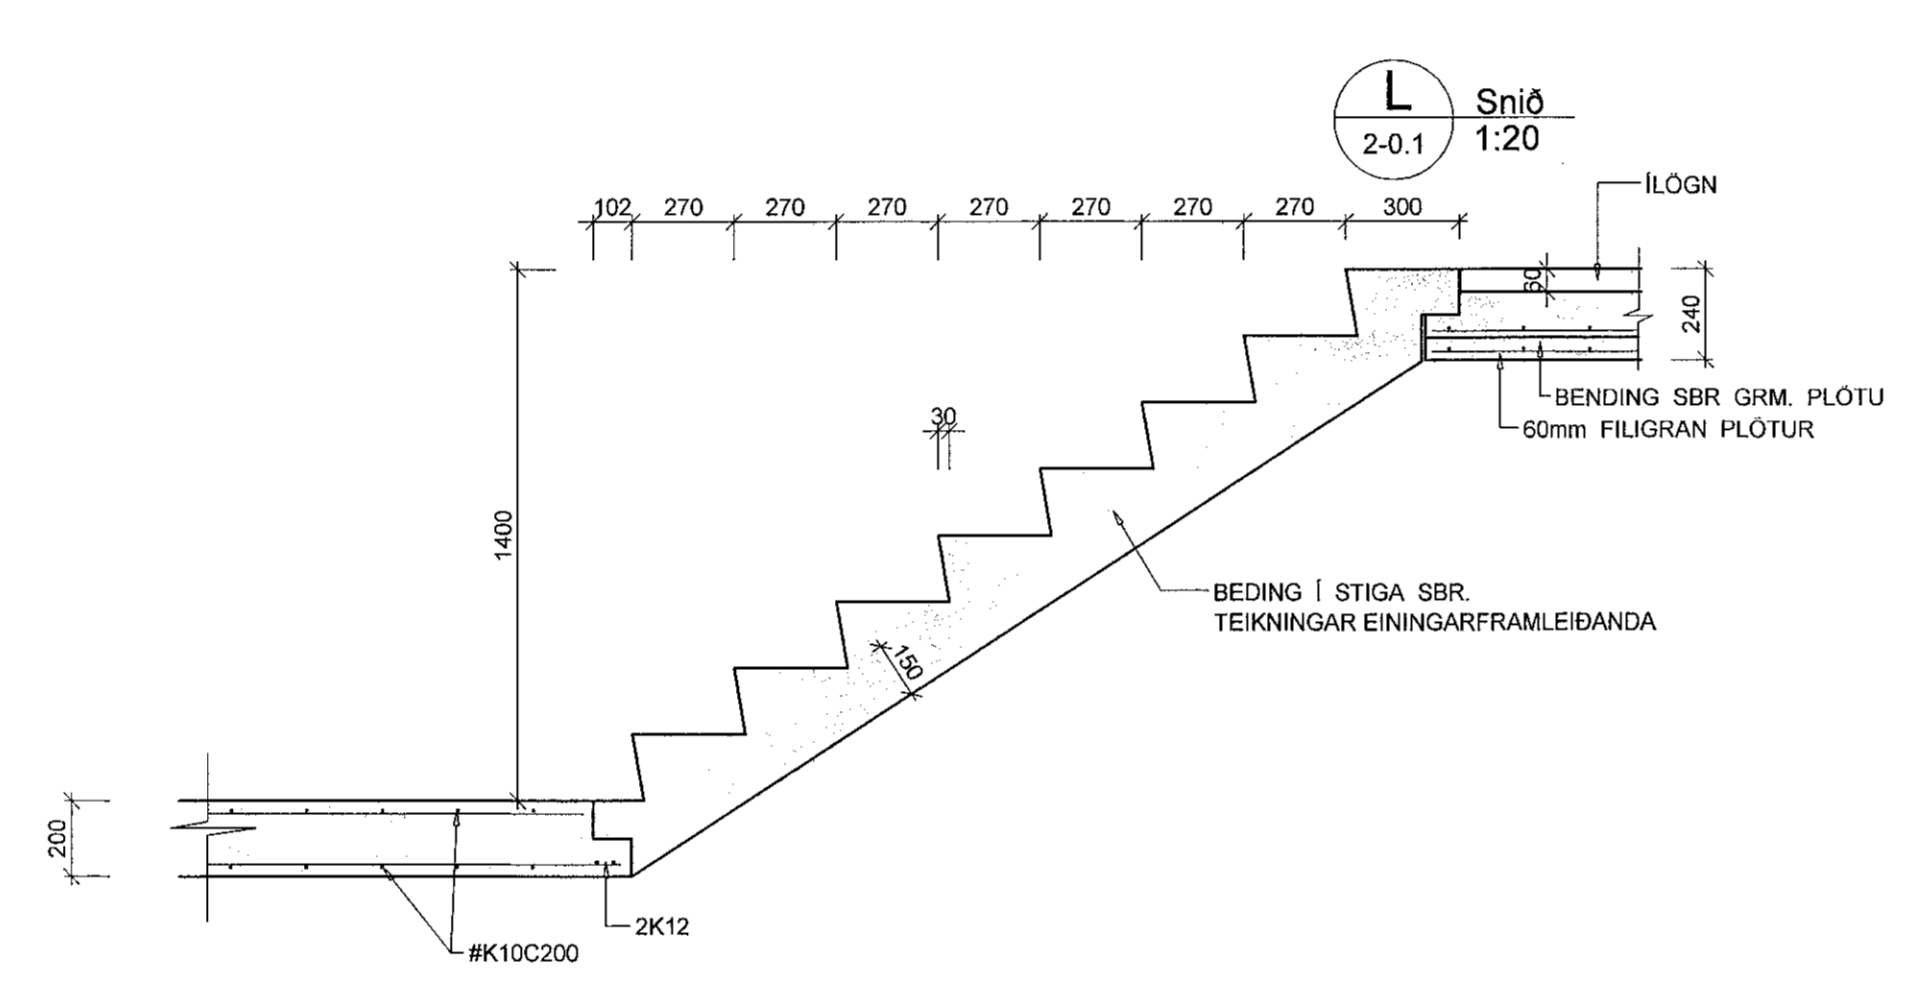 L
2-0.1
Snið
1:20
ÍLÖGN
102 270 270 270 270 270 270 270 300
60
240
BENDING SBR GRM. PLÖTU
60mm FILIGRAN PLÖTUR
30
1400
BEDING Í STIGA SBR.
TEIKNINGAR EININGARFRAMLEIÐANDA
150
200
2K12
#K10C200